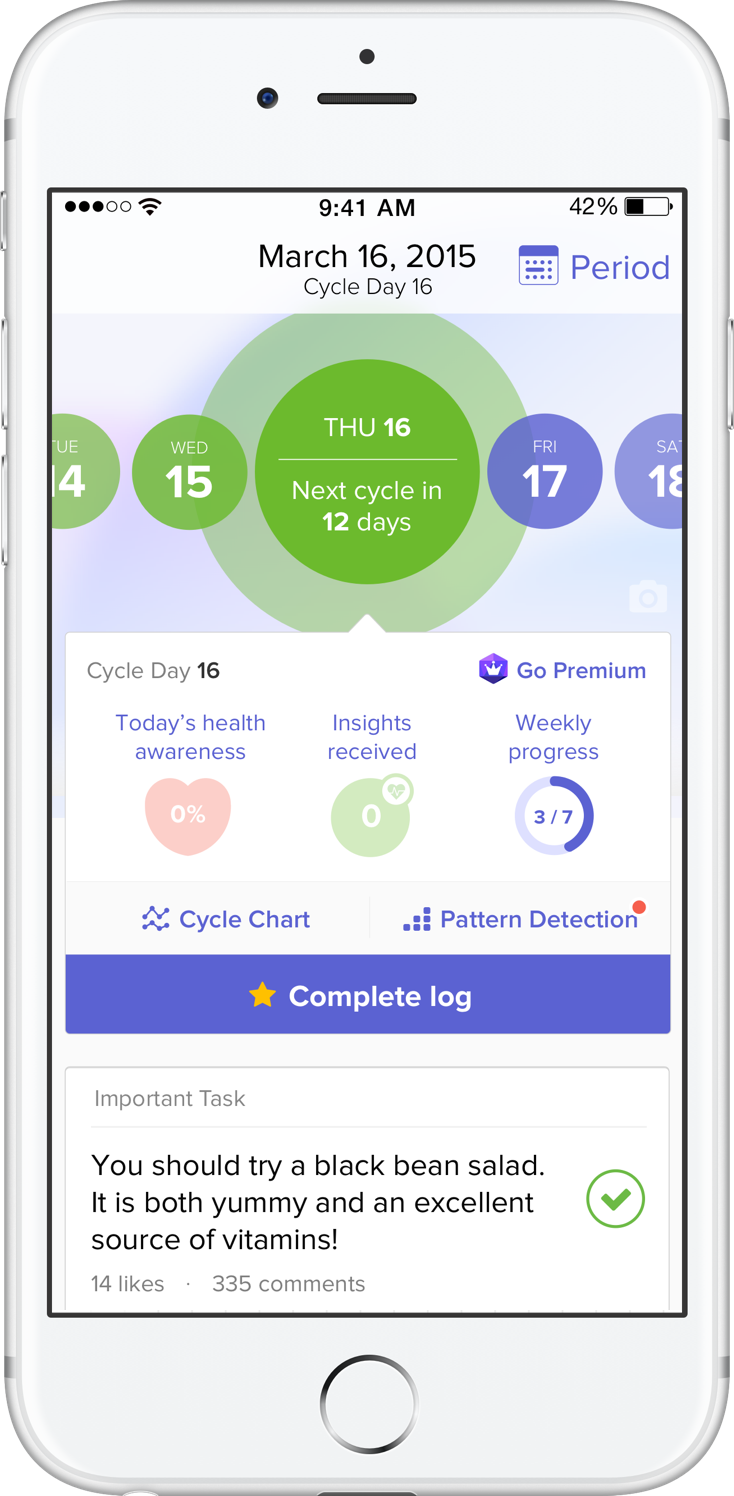 9:41 AM
42%
March 16, 2015
Cycle Day 16
Period
TUE
14
WED
15
THU 16
Next cycle in
12 days
FRI
17
SAT
18
Cycle Day 16
Go Premium
Today's health
awareness
0%
Insights
received
0
Weekly
progress
3 / 7
Cycle Chart
Pattern Detection
Complete log
Important Task
You should try a black bean salad.
It is both yummy and an excellent
source of vitamins!
14 likes · 335 comments